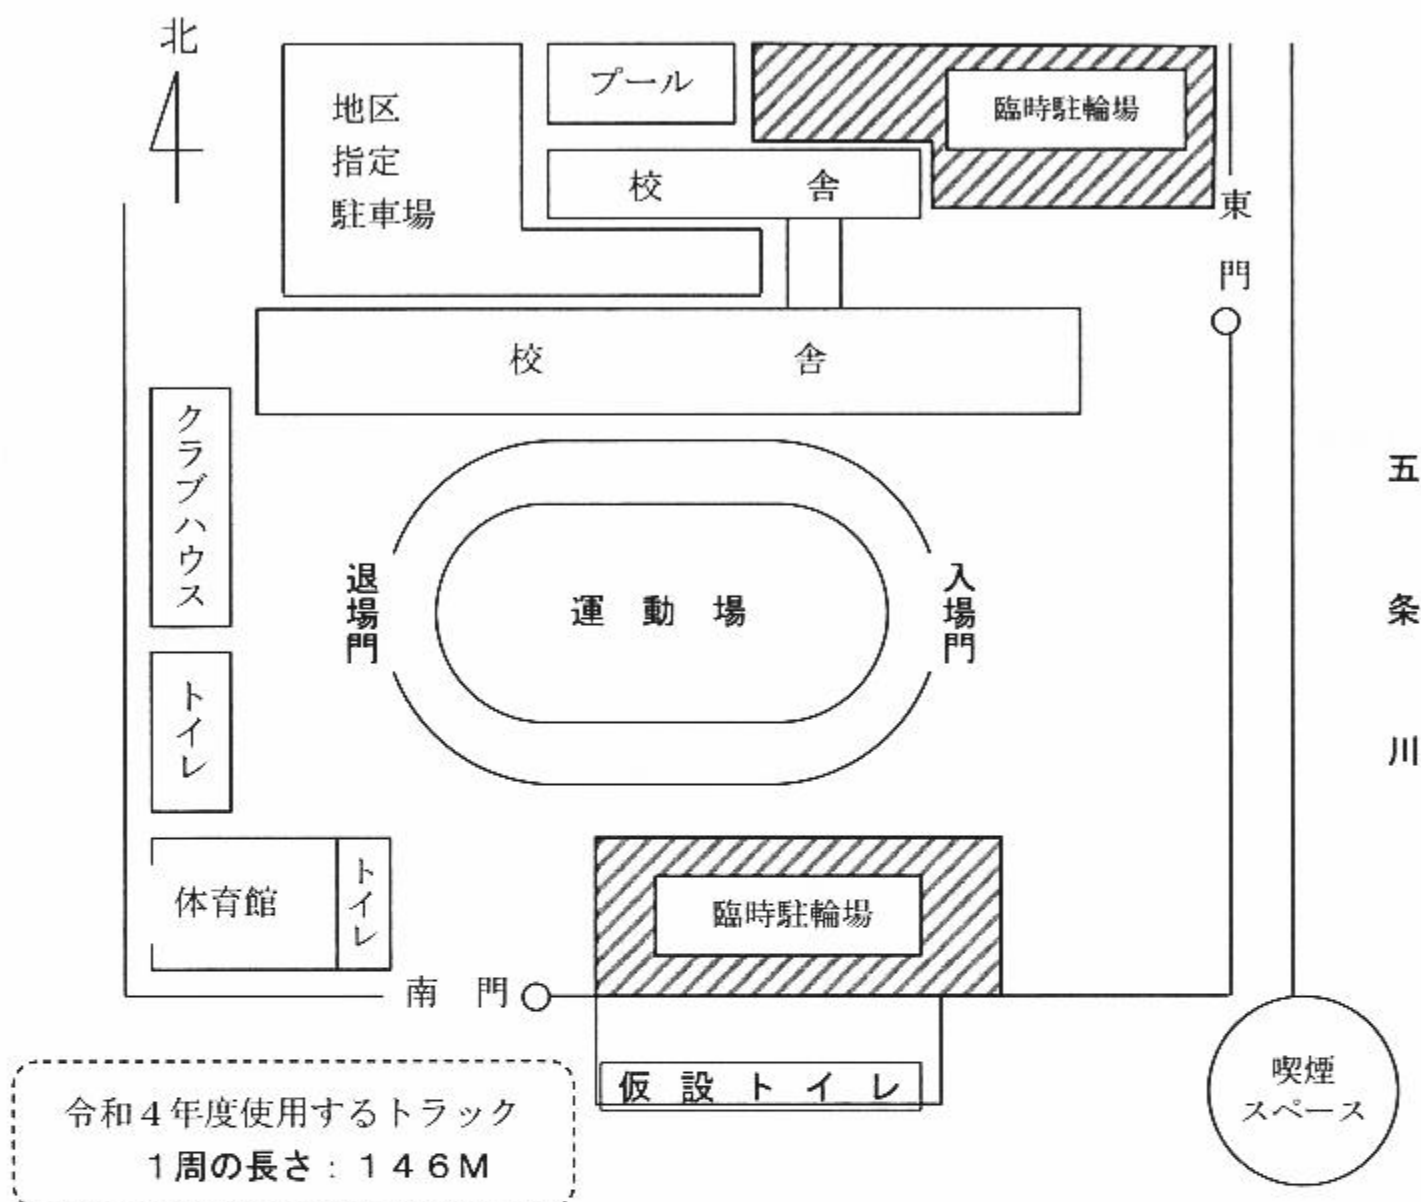 北
地区
指定
駐車場
プール
臨時駐輪場
校舎
東門
校舎
クラブハウス
退場門
運動場
入場門
五条川
トイレ
体育館
トイレ
臨時駐輪場
南門
仮設トイレ
喫煙
スペース
令和4年度使用するトラック
1周の長さ:146M